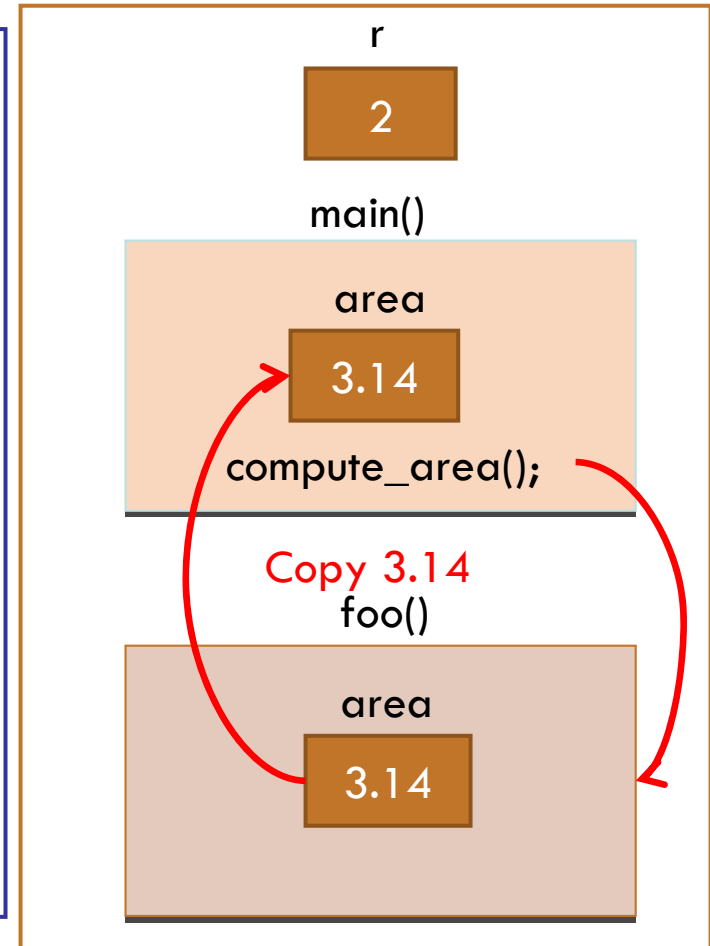 r
2
main()
area
3.14
compute_area();
Copy 3.14
foo()
area
3.14